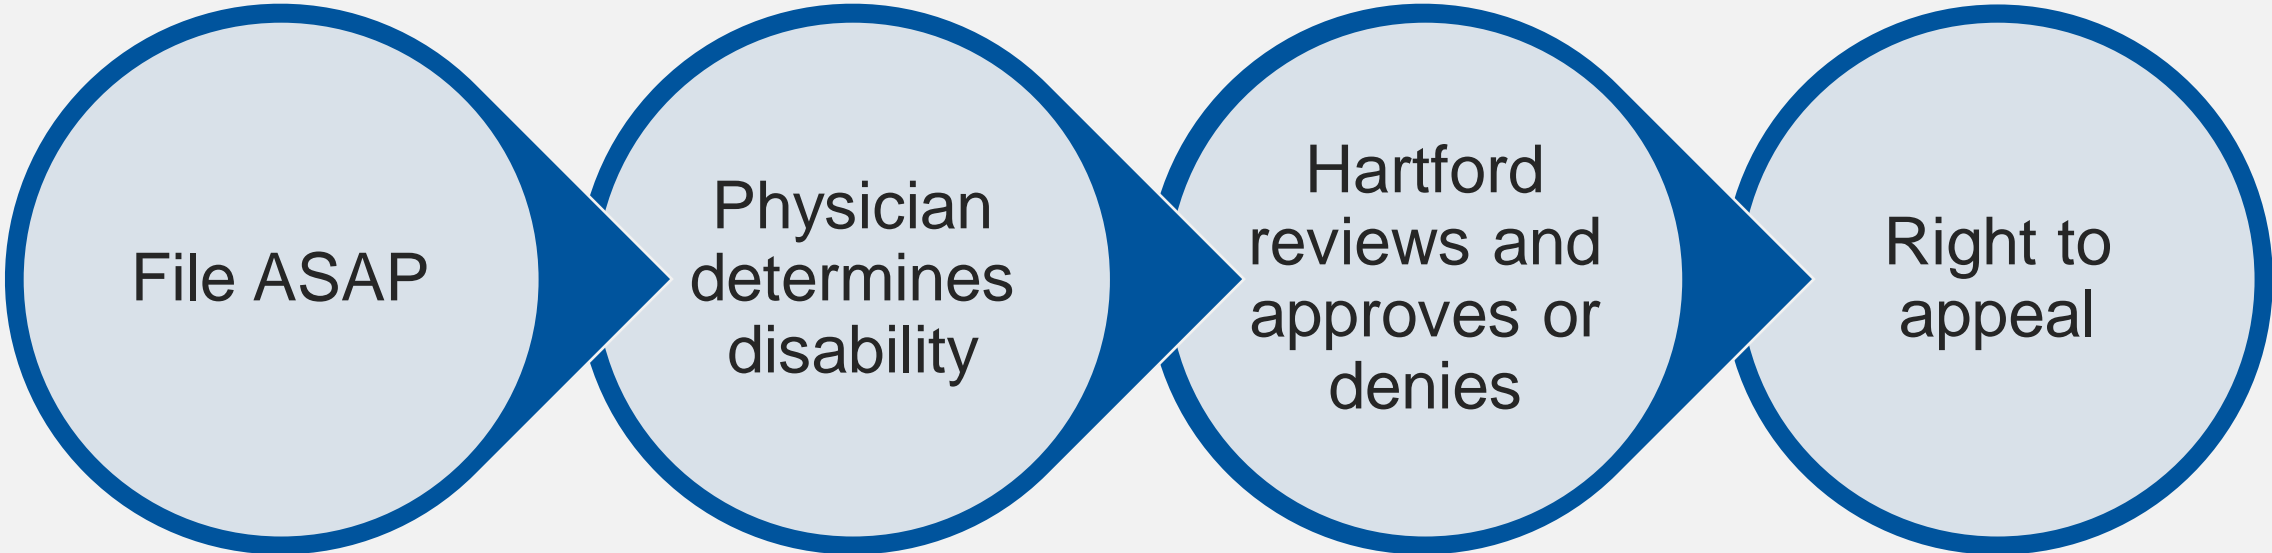 File ASAP
Physician
determines
disability
Hartford
reviews and
approves or
denies
Right to
appeal